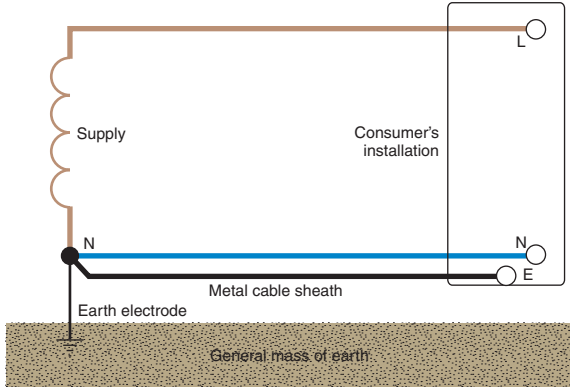 L
Supply
Consumer's
installation
N
N
E
Metal cable sheath
Earth electrode
General mass of earth